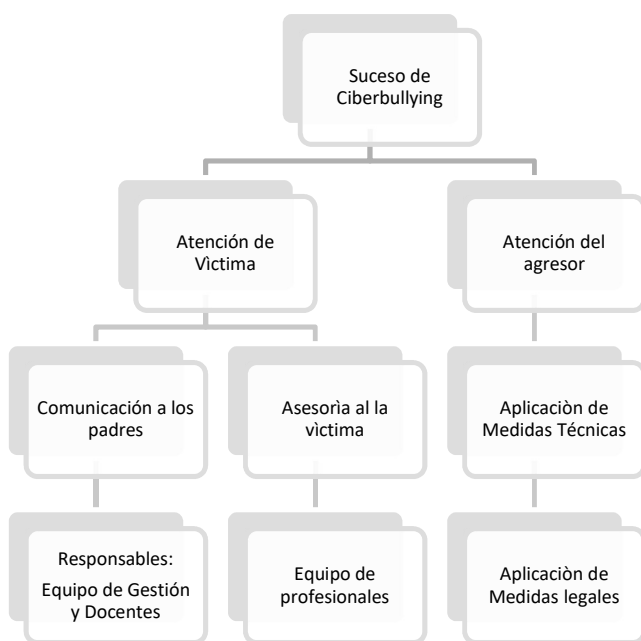 Suceso de
Ciberbullying
Atención de
Vìctima
Atención del
agresor
Comunicación a los
padres
Asesorìa al la
vìctima
Aplicaciòn de
Medidas Técnicas
Responsables:
Equipo de Gestión
y Docentes
Equipo de
profesionales
Aplicaciòn de
Medidas legales